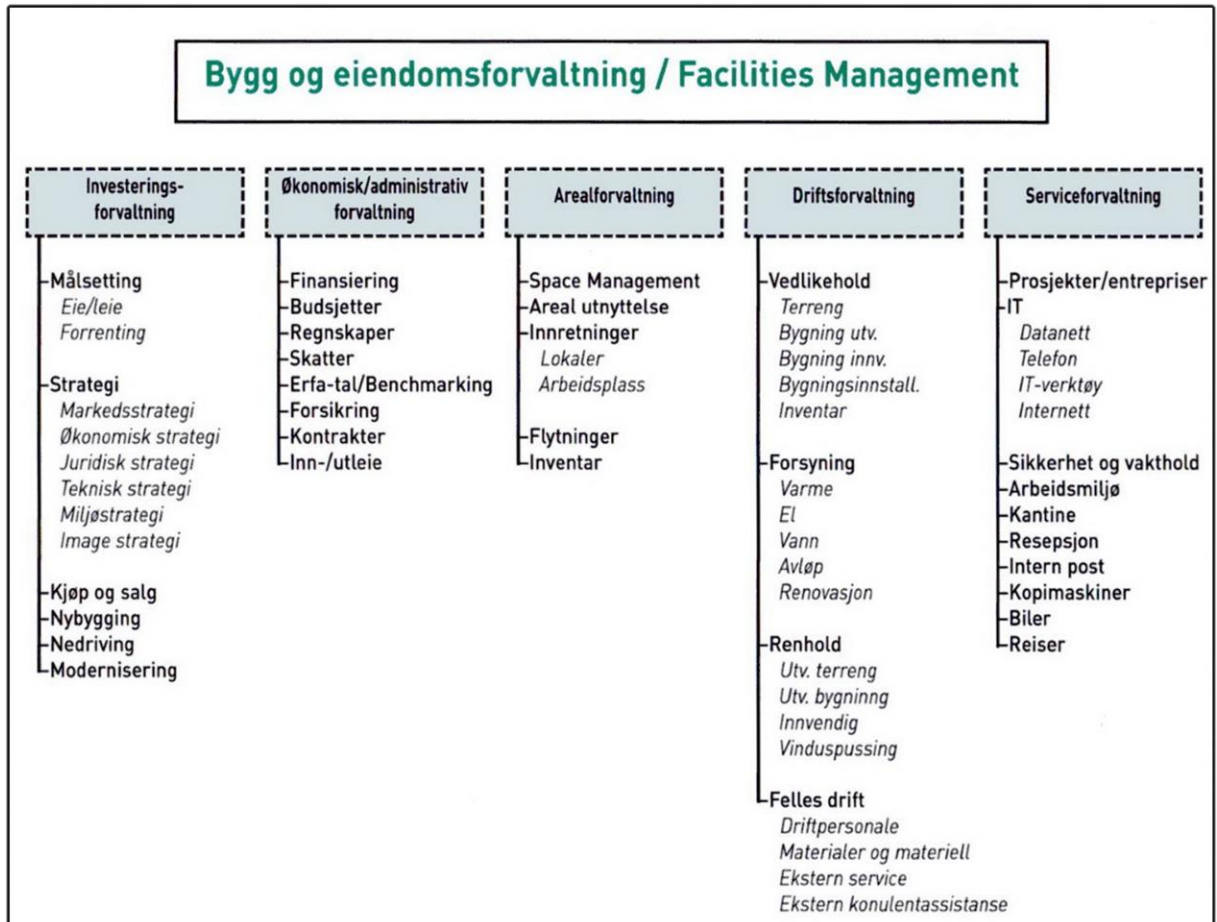 Bygg og eiendomsforvaltning / Facilities Management
Investerings-
forvaltning
Målsetting
Eie/leie
Forrenting
Strategi
Markedsstrategi
Økonomisk strategi
Juridisk strategi
Teknisk strategi
Miljøstrategi
Image strategi
Kjøp og salg
Nybygging
Nedriving
Modernisering
Økonomisk/administrativ
forvaltning
Finansiering
Budsjetter
Regnskaper
Skatter
Erfa-tal/Benchmarking
Forsikring
Kontrakter
Inn-/utleie
Arealforvaltning
Space Management
Areal utnyttelse
Innretninger
Lokaler
Arbeidsplass
Flytninger
Inventar
Driftsforvaltning
Vedlikehold
Terreng
Bygning utv.
Bygning innv.
Bygningsinnstall.
Inventar
Forsyning
Varme
El
Vann
Avløp
Renovasjon
Renhold
Utv. terreng
Utv. bygninng
Innvendig
Vinduspussing
Felles drift
Driftpersonale
Materialer og materiell
Ekstern service
Ekstern konulentassistanse
Serviceforvaltning
Prosjekter/entrepriser
IT
Datanett
Telefon
IT-verktøy
Internett
Sikkerhet og vakthold
Arbeidsmiljø
Kantine
Resepsjon
Intern post
Kopimaskiner
Biler
Reiser